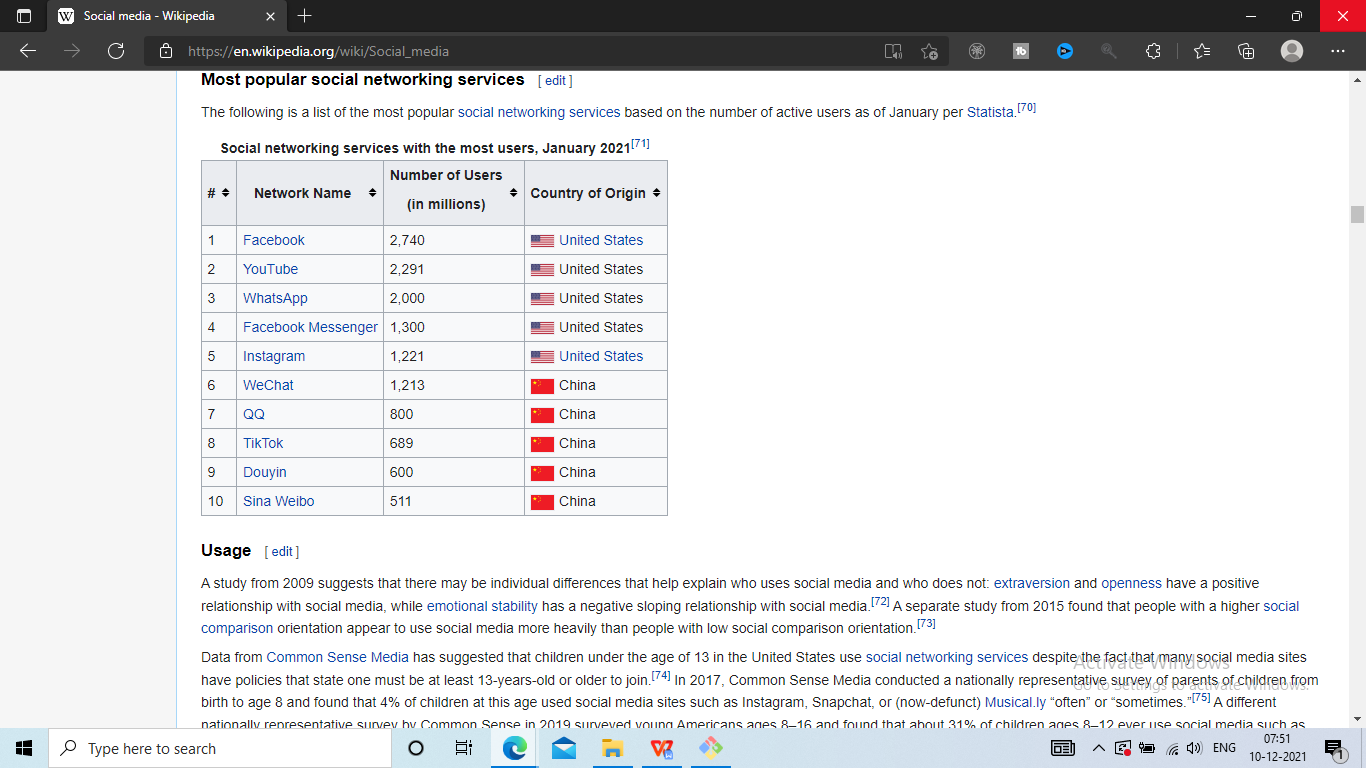 Social media - Wikipedia
https://en.wikipedia.org/wiki/Social_media
Most popular social networking services [ edit ]
The following is a list of the most popular social networking services based on the number of active users as of January per Statista.[70]
Social networking services with the most users, January 2021[71]
# Network Name Number of Users (in millions) Country of Origin
1 Facebook 2,740 United States
2 YouTube 2,291 United States
3 WhatsApp 2,000 United States
4 Facebook Messenger 1,300 United States
5 Instagram 1,221 United States
6 WeChat 1,213 China
7 QQ 800 China
8 TikTok 689 China
9 Douyin 600 China
10 Sina Weibo 511 China
Usage [ edit ]
A study from 2009 suggests that there may be individual differences that help explain who uses social media and who does not: extraversion and openness have a positive
relationship with social media, while emotional stability has a negative sloping relationship with social media.[72] A separate study from 2015 found that people with a higher social
comparison orientation appear to use social media more heavily than people with low social comparison orientation.[73]
Data from Common Sense Media has suggested that children under the age of 13 in the United States use social networking services despite the fact that many social media sites
have policies that state one must be at least 13-years-old or older to join.[74] In 2017, Common Sense Media conducted a nationally representative survey of parents of children from
birth to age 8 and found that 4% of children at this age used social media sites such as Instagram, Snapchat, or (now-defunct) Musical.ly “often” or “sometimes.”[75] A different
nationally representative survey by Common Sense in 2019 surveyed young Americans ages 8–16 and found that about 31% of children ages 8–12 ever use social media such as
Activate Windows
Go to Settings to activate Windows.
Type here to search
ENG
07:51
10-12-2021
1